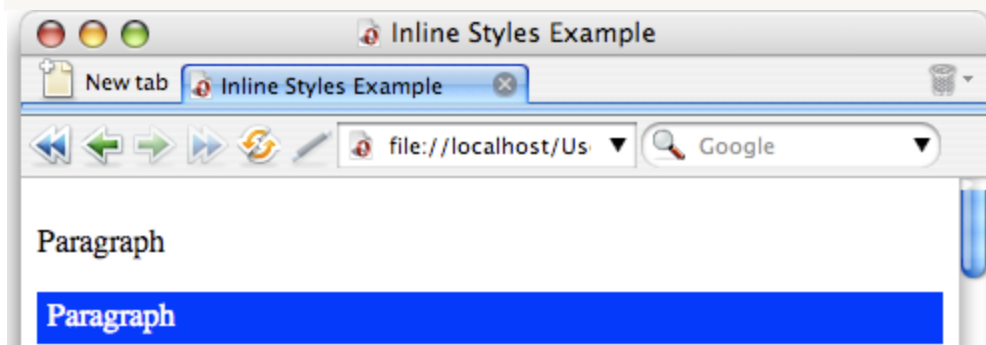 Inline Styles Example
New tab Inline Styles Example
file://localhost/Us Google
Paragraph
Paragraph